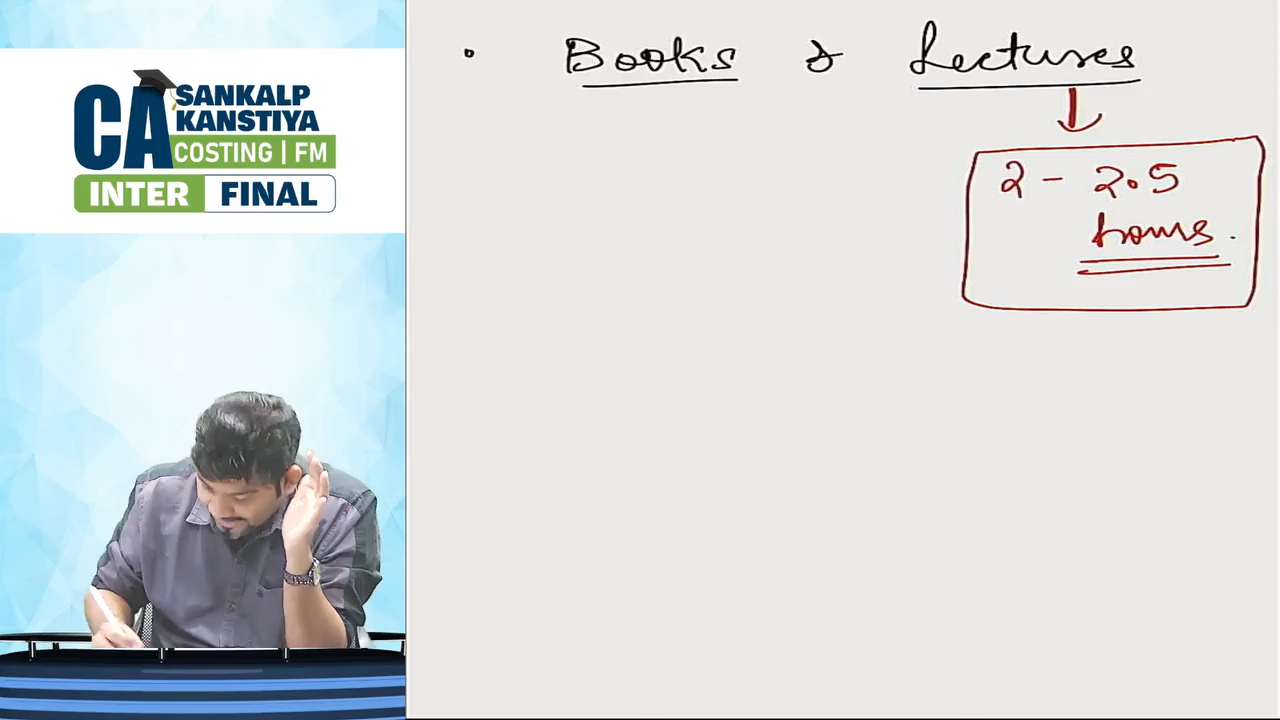 CA SANKALP KANSTIYA
COSTING | FM
INTER FINAL
• Books & Lectures
2 - 2.5
hours.